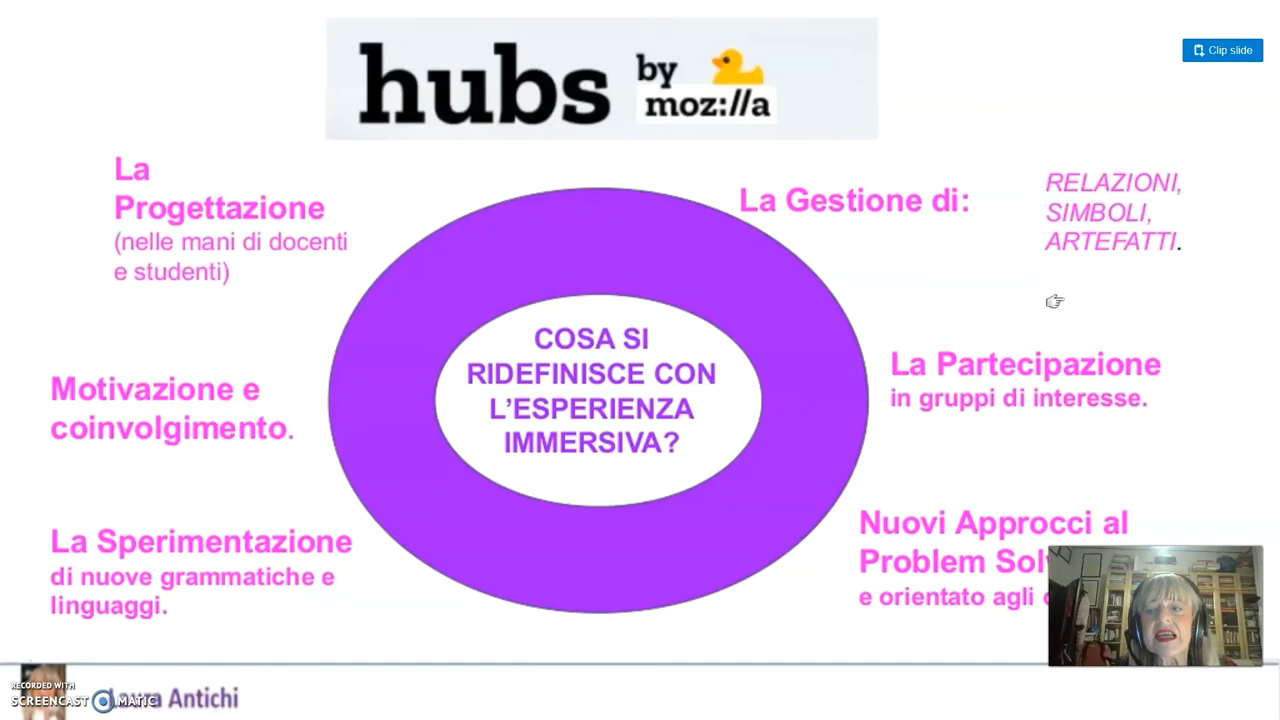 hubs by
moz://a
Clip slide
La
Progettazione
(nelle mani di docenti
e studenti)
La Gestione di:
RELAZIONI,
SIMBOLI,
ARTEFATTI.
COSA SI
RIDEFINISCE CON
L'ESPERIENZA
IMMERSIVA?
Motivazione e
coinvolgimento.
La Partecipazione
in gruppi di interesse.
La Sperimentazione
di nuove grammatiche e
linguaggi.
Nuovi Approcci al
Problem
e orientato agli
RECORDED WITH
SCREENCAST MATIC
Laura Antichi